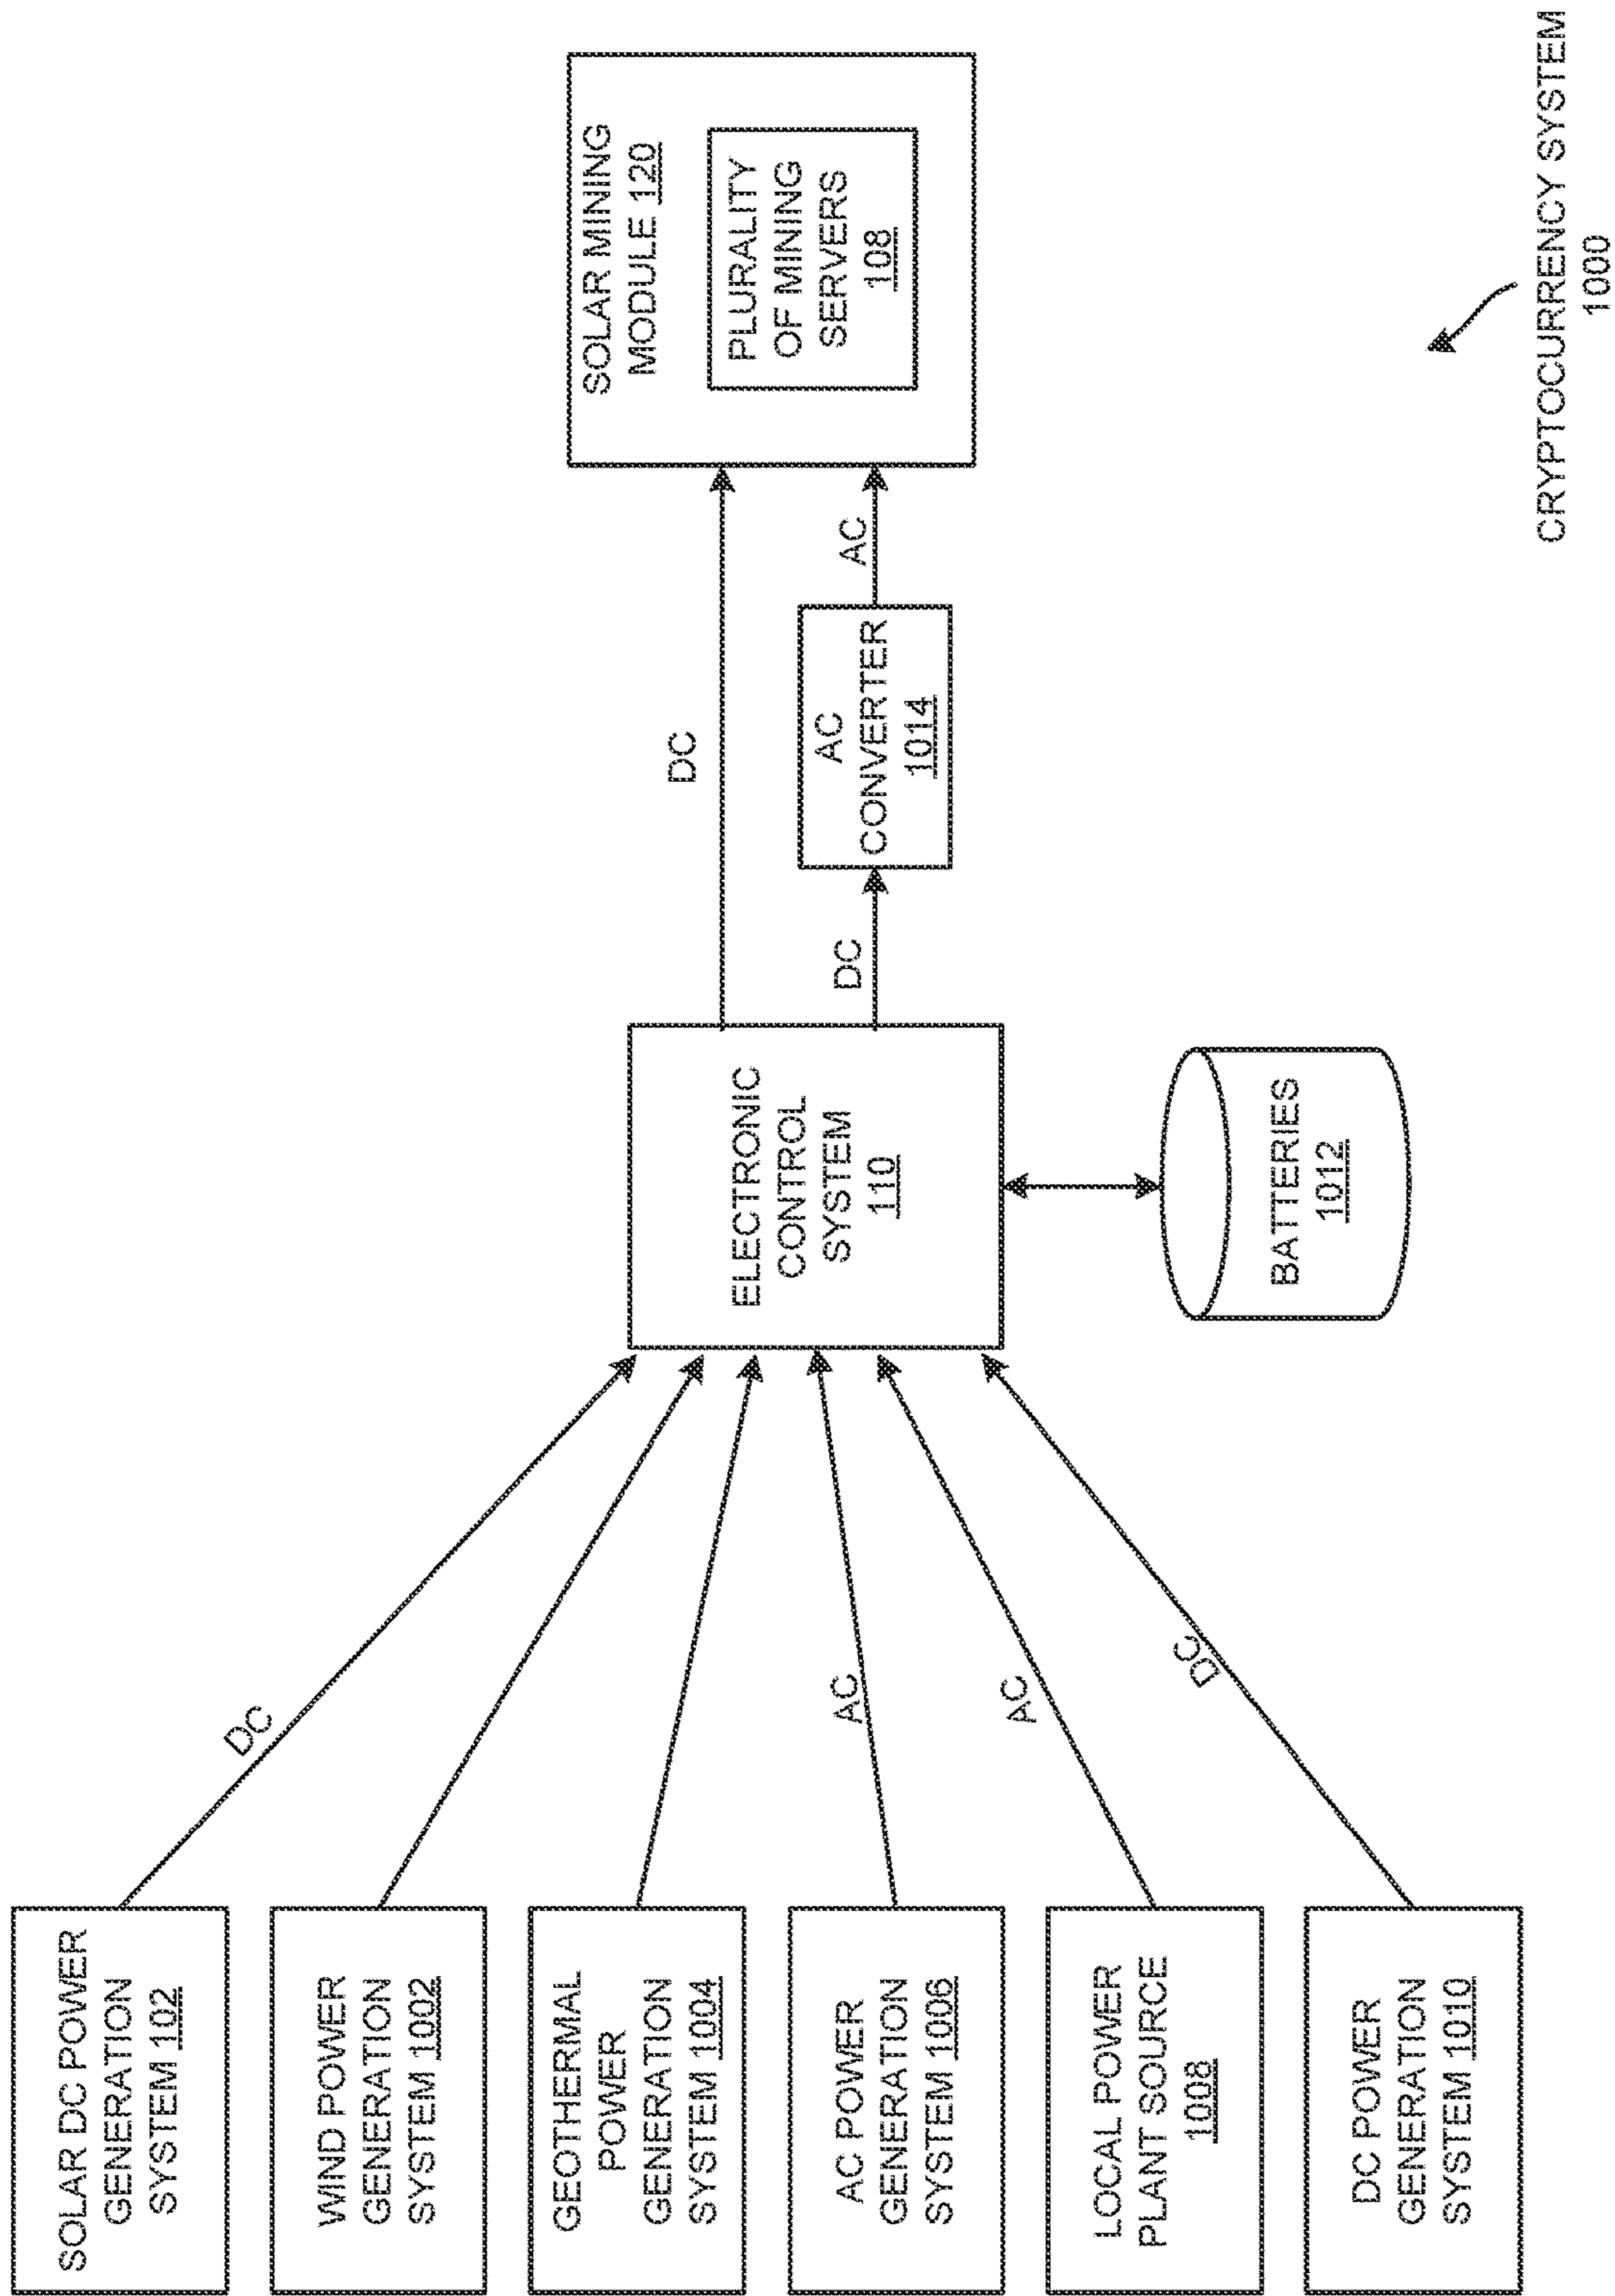 SOLAR DC POWER
GENERATION
SYSTEM 102
WIND POWER
GENERATION
SYSTEM 1002
GEOTHERMAL
POWER
GENERATION
SYSTEM 1004
AC POWER
GENERATION
SYSTEM 1006
LOCAL POWER
PLANT SOURCE
1008
DC POWER
GENERATION
SYSTEM 1010
DC
AC
AC
DC
ELECTRONIC
CONTROL
SYSTEM
110
BATTERIES
1012
DC
DC
AC
CONVERTER
1014
AC
SOLAR MINING
MODULE 120
PLURALITY
OF MINING
SERVERS
108
CRYPTOCURRENCY SYSTEM
1000